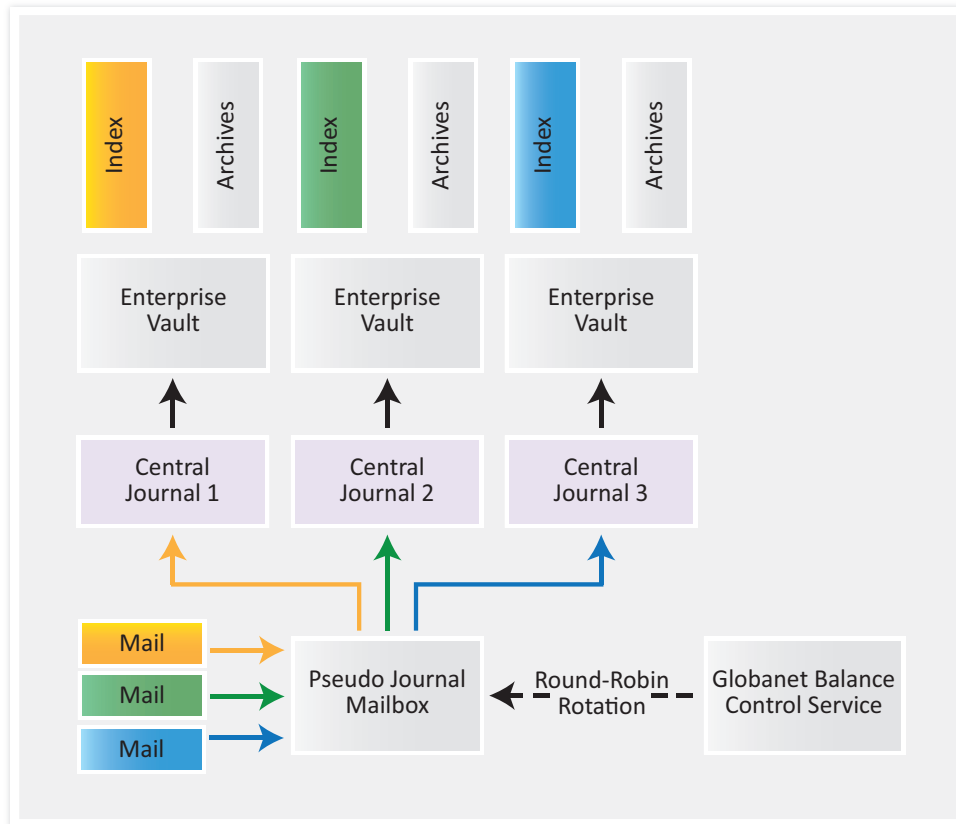 Index
Archives
Index
Archives
Index
Archives
Enterprise
Vault
Enterprise
Vault
Enterprise
Vault
Central
Journal 1
Central
Journal 2
Central
Journal 3
Mail
Mail
Mail
Pseudo Journal
Mailbox
Round-Robin
Rotation
Globanet Balance
Control Service